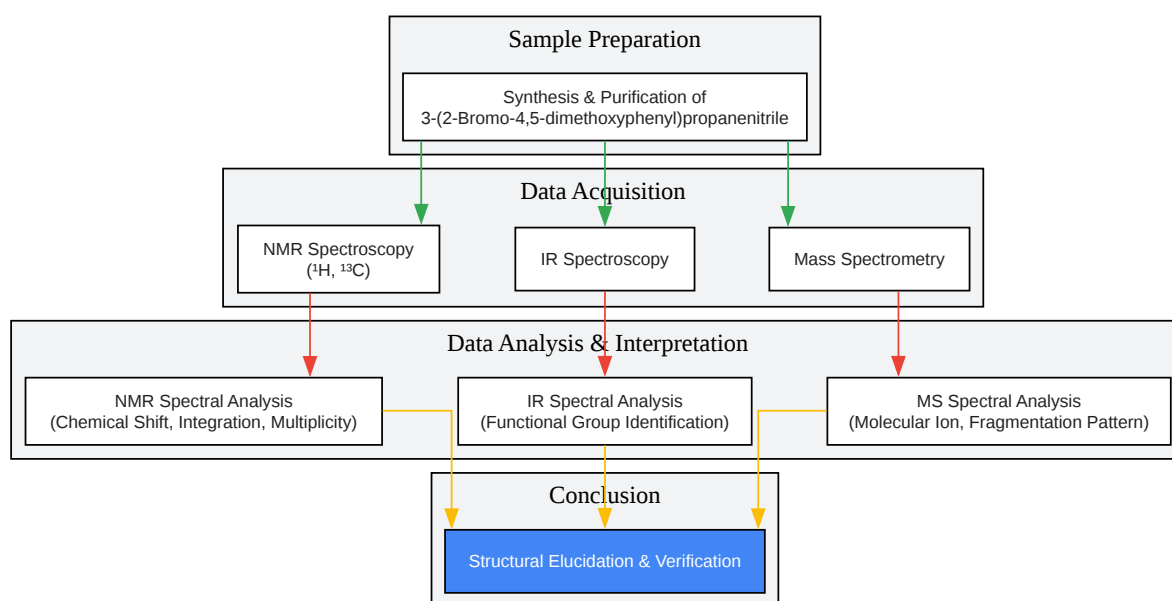 Sample Preparation
Synthesis & Purification of
3-(2-Bromo-4,5-dimethoxyphenyl)propanenitrile
Data Acquisition
NMR Spectroscopy
(¹H, ¹³C)
IR Spectroscopy
Mass Spectrometry
Data Analysis & Interpretation
NMR Spectral Analysis
(Chemical Shift, Integration, Multiplicity)
IR Spectral Analysis
(Functional Group Identification)
MS Spectral Analysis
(Molecular Ion, Fragmentation Pattern)
Conclusion
Structural Elucidation & Verification